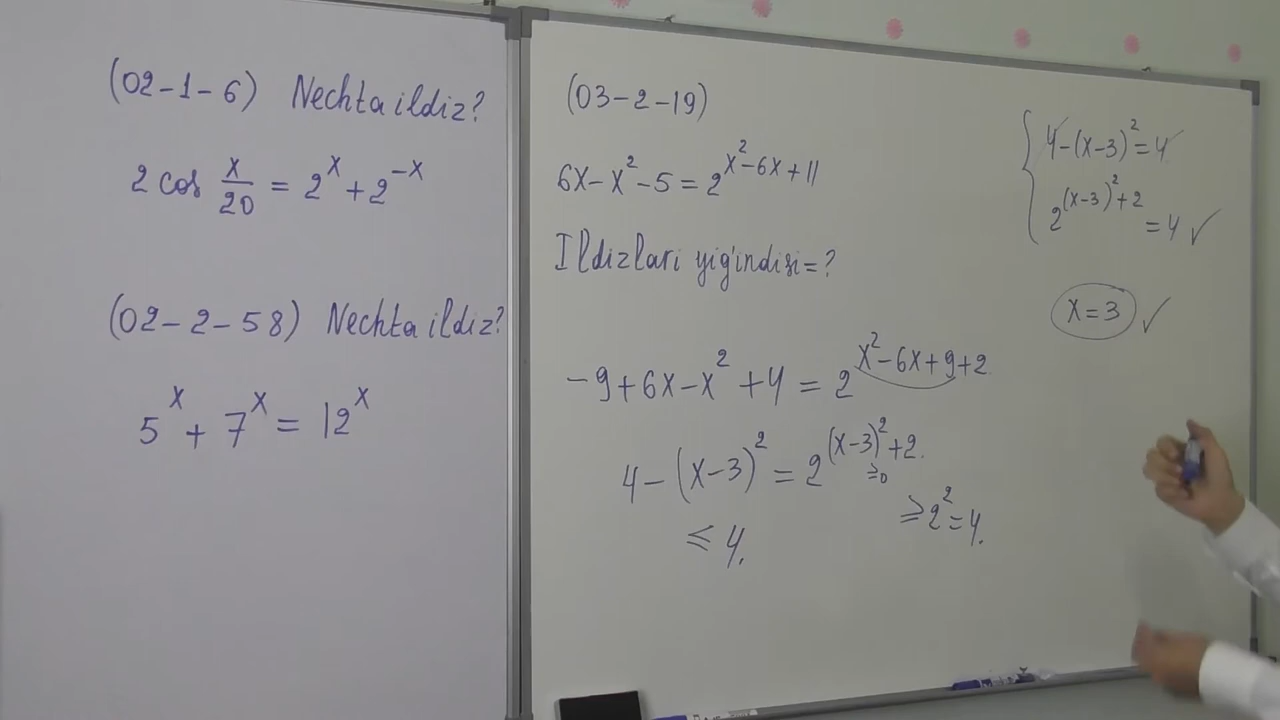 (02-1-6) Nechta ildiz?
2 cos x/20 = 2^x + 2^-x
(02-2-58) Nechta ildiz?
5^x + 7^x = 12^x
(03-2-19)
6x - x^2 - 5 = 2^(x^2-6x+11)
Ildizlari yig'indisi = ?
-9 + 6x - x^2 + 4 = 2^(x^2-6x+9+2)
4 - (x-3)^2 = 2^((x-3)^2+2).
≥0
≤ 4.
≥ 2^2 = 4.
{ 4 - (x-3)^2 = 4
2^((x-3)^2+2) = 4 ✓
x = 3 ✓